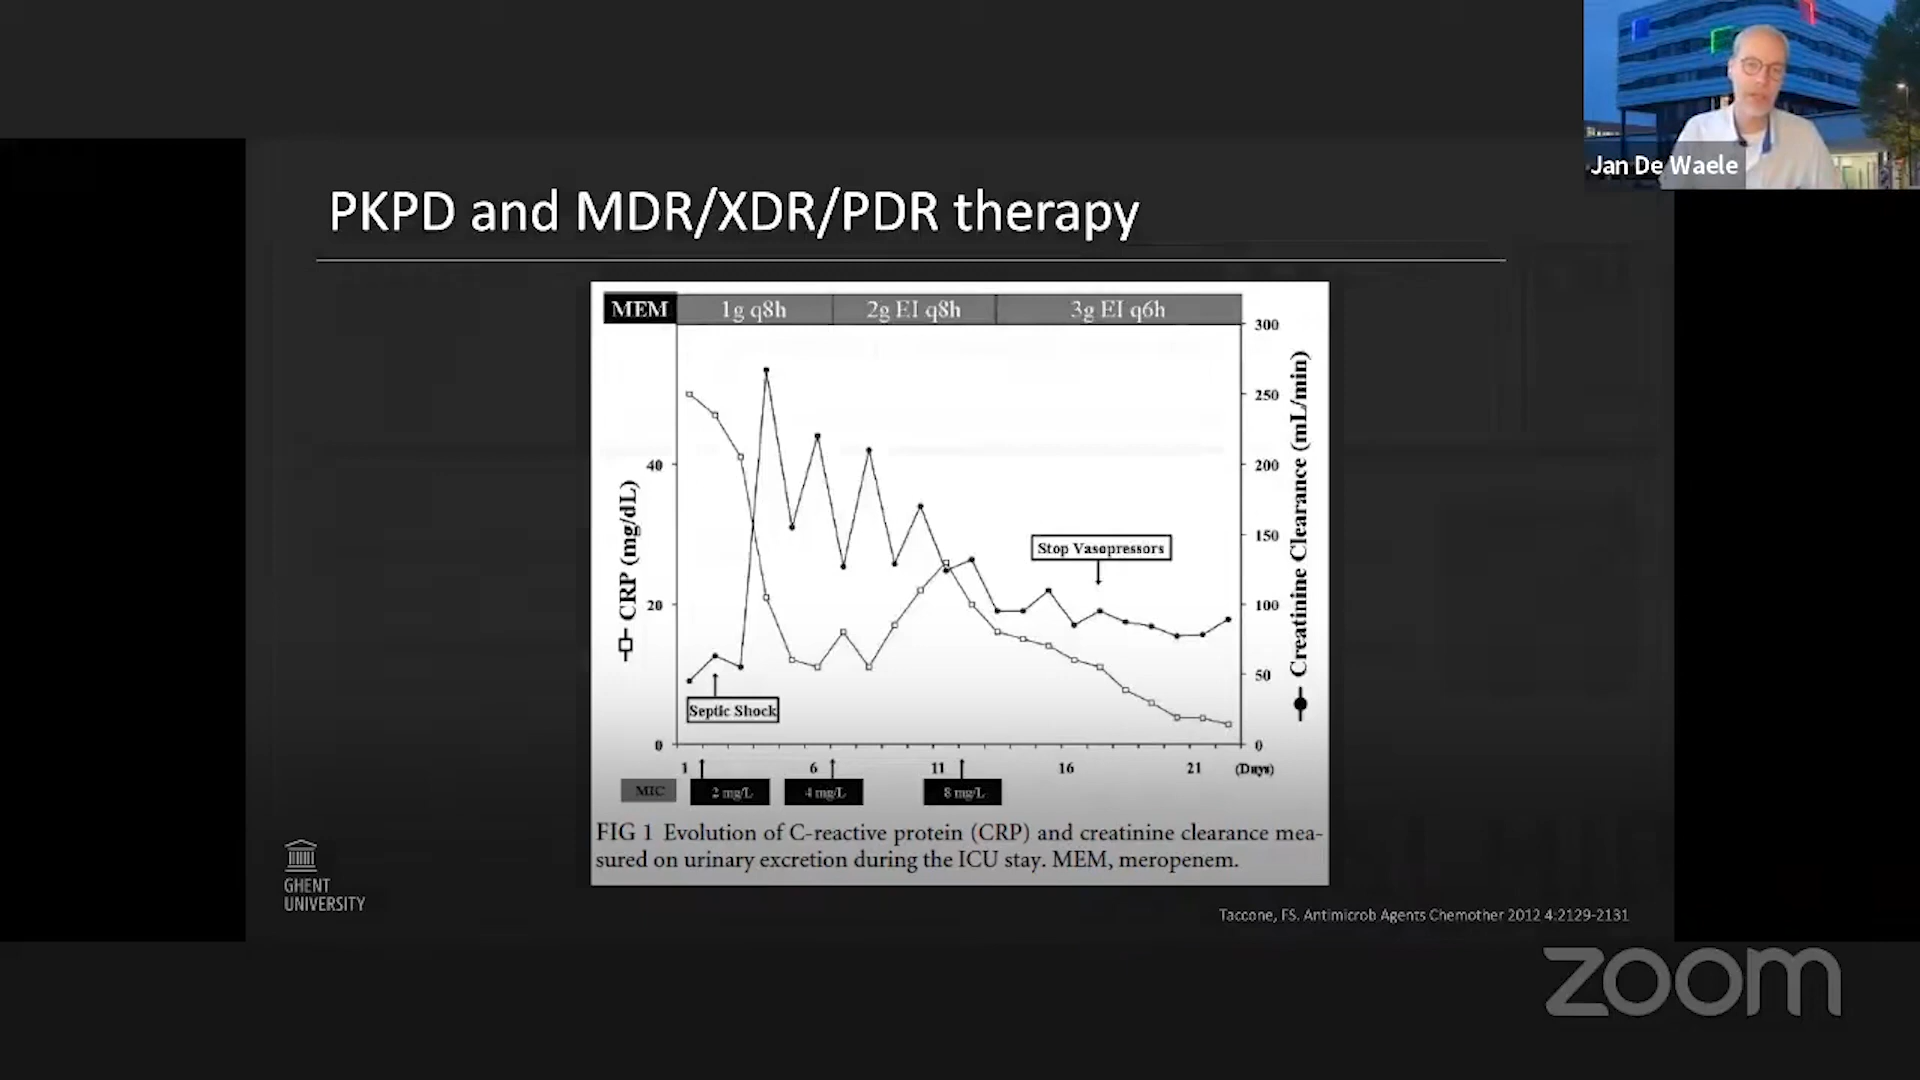 Jan De Waele
PKPD and MDR/XDR/PDR therapy
MEM 1g q8h 2g EI q8h 3g EI q6h
300
250
200
150
100
50
0
40
20
0
CRP (mg/dL)
Creatinine Clearance (mL/min)
Stop Vasopressors
Septic Shock
1 6 11 16 21 (Days)
MIC 2 mg/L 4 mg/L 8 mg/L
FIG 1 Evolution of C-reactive protein (CRP) and creatinine clearance mea-
sured on urinary excretion during the ICU stay. MEM, meropenem.
GHENT
UNIVERSITY
Taccone, FS. Antimicrob Agents Chemother 2012 4:2129-2131
zoom